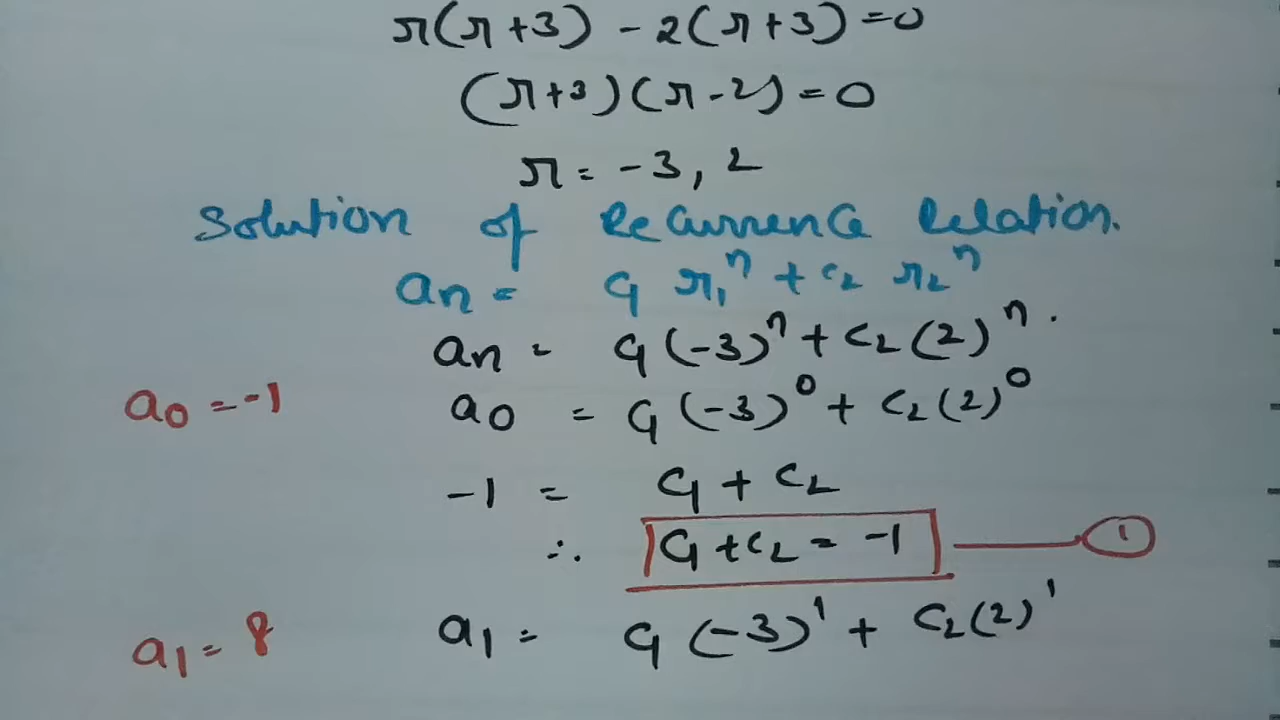 r(r+3) - 2(r+3) = 0
(r+3)(r-2) = 0
r = -3, 2
Solution of Recurrence Relation.
an = C1 r1^n + C2 r2^n
an = C1(-3)^n + C2(2)^n.
a0 = -1 a0 = C1(-3)^0 + C2(2)^0
-1 = C1 + C2
∴ C1 + C2 = -1 — 1
a1 = 8 a1 = C1(-3)^1 + C2(2)^1